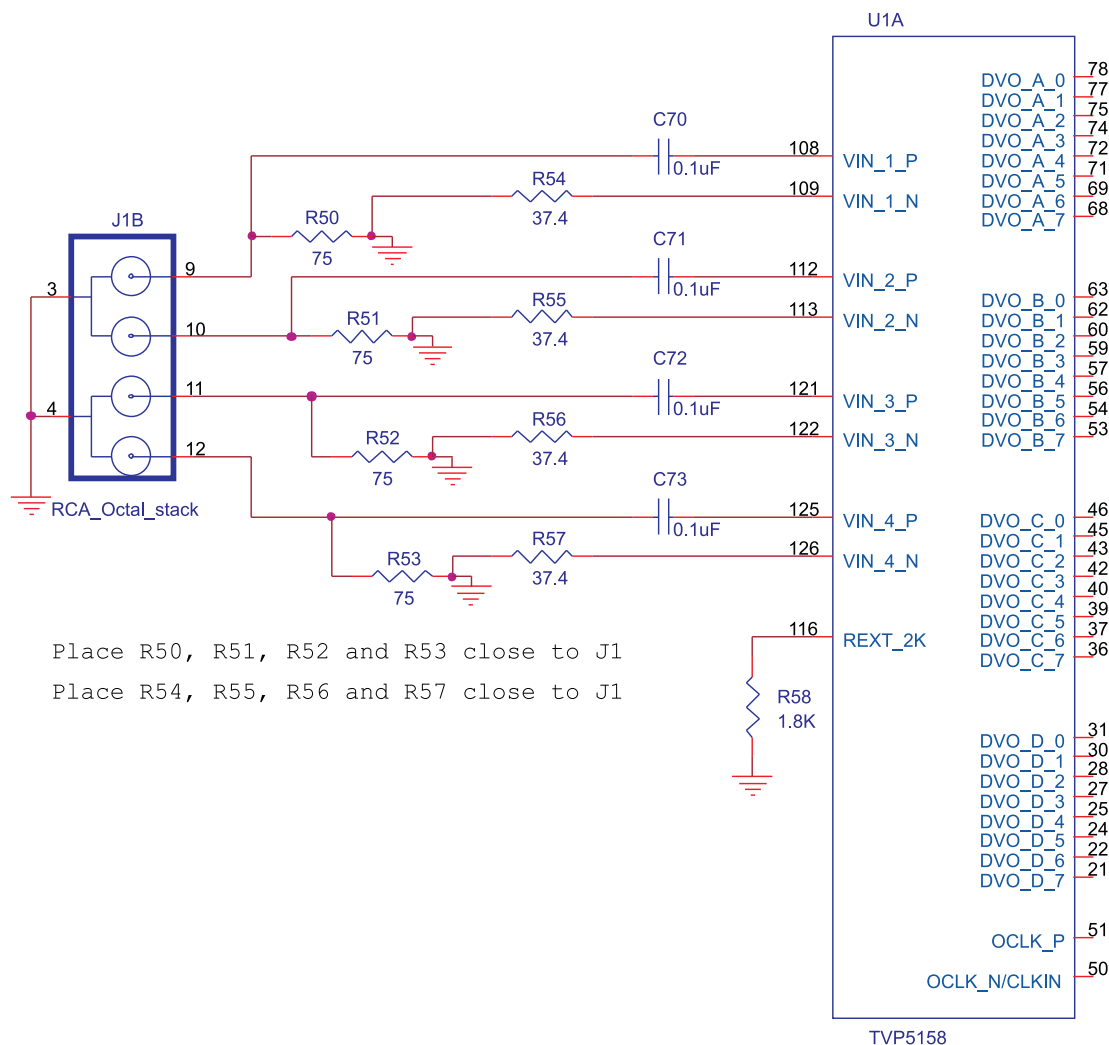 U1A
78
DVO_A_0
77
DVO_A_1
75
DVO_A_2
74
DVO_A_3
72
DVO_A_4
71
DVO_A_5
69
DVO_A_6
68
DVO_A_7
C70
0.1uF
108
VIN_1_P
R54
37.4
109
VIN_1_N
R50
75
J1B
9
3
10
4
11
12
RCA_Octal_stack
C71
0.1uF
112
VIN_2_P
R55
37.4
113
VIN_2_N
R51
75
C72
0.1uF
121
VIN_3_P
R56
37.4
122
VIN_3_N
R52
75
C73
0.1uF
125
VIN_4_P
R57
37.4
126
VIN_4_N
R53
75
63
DVO_B_0
62
DVO_B_1
60
DVO_B_2
59
DVO_B_3
57
DVO_B_4
56
DVO_B_5
54
DVO_B_6
53
DVO_B_7
46
DVO_C_0
45
DVO_C_1
43
DVO_C_2
42
DVO_C_3
40
DVO_C_4
39
DVO_C_5
37
DVO_C_6
36
DVO_C_7
Place R50, R51, R52 and R53 close to J1
Place R54, R55, R56 and R57 close to J1
116
REXT_2K
R58
1.8K
31
DVO_D_0
30
DVO_D_1
28
DVO_D_2
27
DVO_D_3
25
DVO_D_4
24
DVO_D_5
22
DVO_D_6
21
DVO_D_7
51
OCLK_P
50
OCLK_N/CLKIN
TVP5158